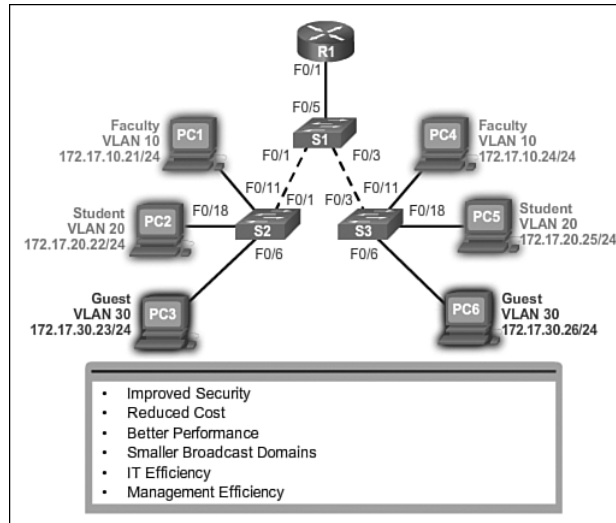 R1
F0/1
F0/5
S1
Faculty
VLAN 10
172.17.10.21/24
PC1
PC4
Faculty
VLAN 10
172.17.10.24/24
F0/1
F0/3
F0/11
F0/1
F0/3
F0/11
Student
VLAN 20
172.17.20.22/24
PC2
F0/18
S2
S3
F0/18
PC5
Student
VLAN 20
172.17.20.25/24
F0/6
F0/6
Guest
VLAN 30
172.17.30.23/24
PC3
PC6
Guest
VLAN 30
172.17.30.26/24
• Improved Security
• Reduced Cost
• Better Performance
• Smaller Broadcast Domains
• IT Efficiency
• Management Efficiency